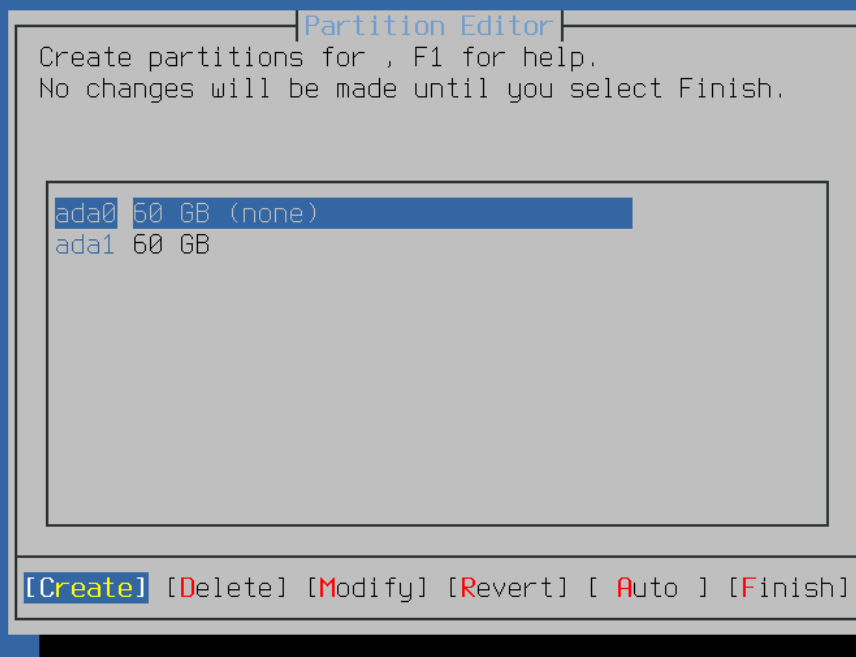 Partition Editor
Create partitions for , F1 for help.
No changes will be made until you select Finish.
ada0 60 GB (none)
ada1 60 GB
[Create] [Delete] [Modify] [Revert] [ Auto ] [Finish]